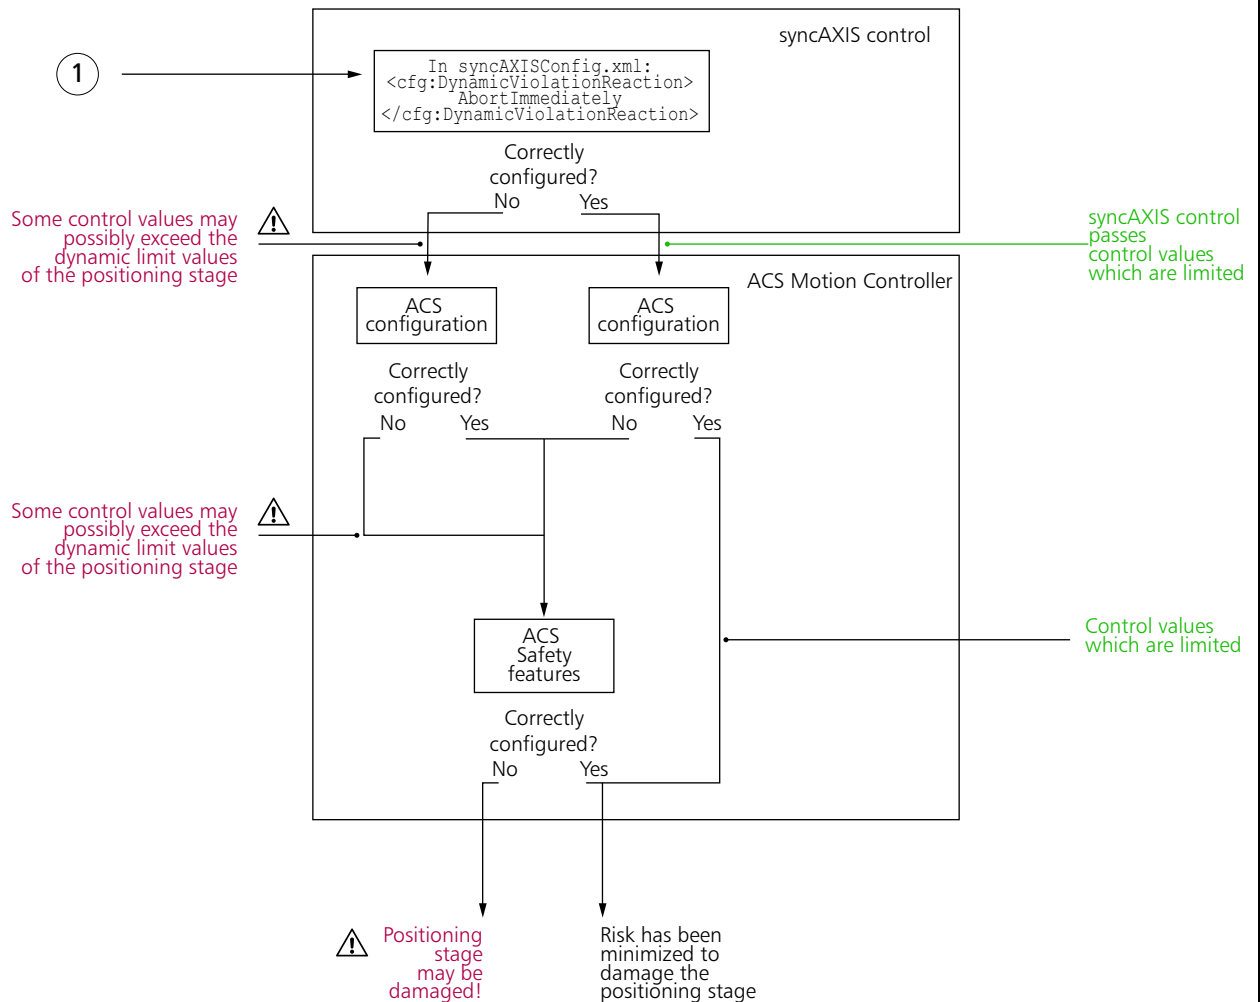 syncAXIS control
1
In syncAXISConfig.xml:
<cfg:DynamicViolationReaction>
AbortImmediately
</cfg:DynamicViolationReaction>
Correctly
configured?
No Yes
Some control values may
possibly exceed the
dynamic limit values
of the positioning stage
syncAXIS control
passes
control values
which are limited
ACS Motion Controller
ACS
configuration
ACS
configuration
Correctly
configured?
No Yes
Correctly
configured?
No Yes
Some control values may
possibly exceed the
dynamic limit values
of the positioning stage
ACS
Safety
features
Control values
which are limited
Correctly
configured?
No Yes
Positioning
stage
may be
damaged!
Risk has been
minimized to
damage the
positioning stage